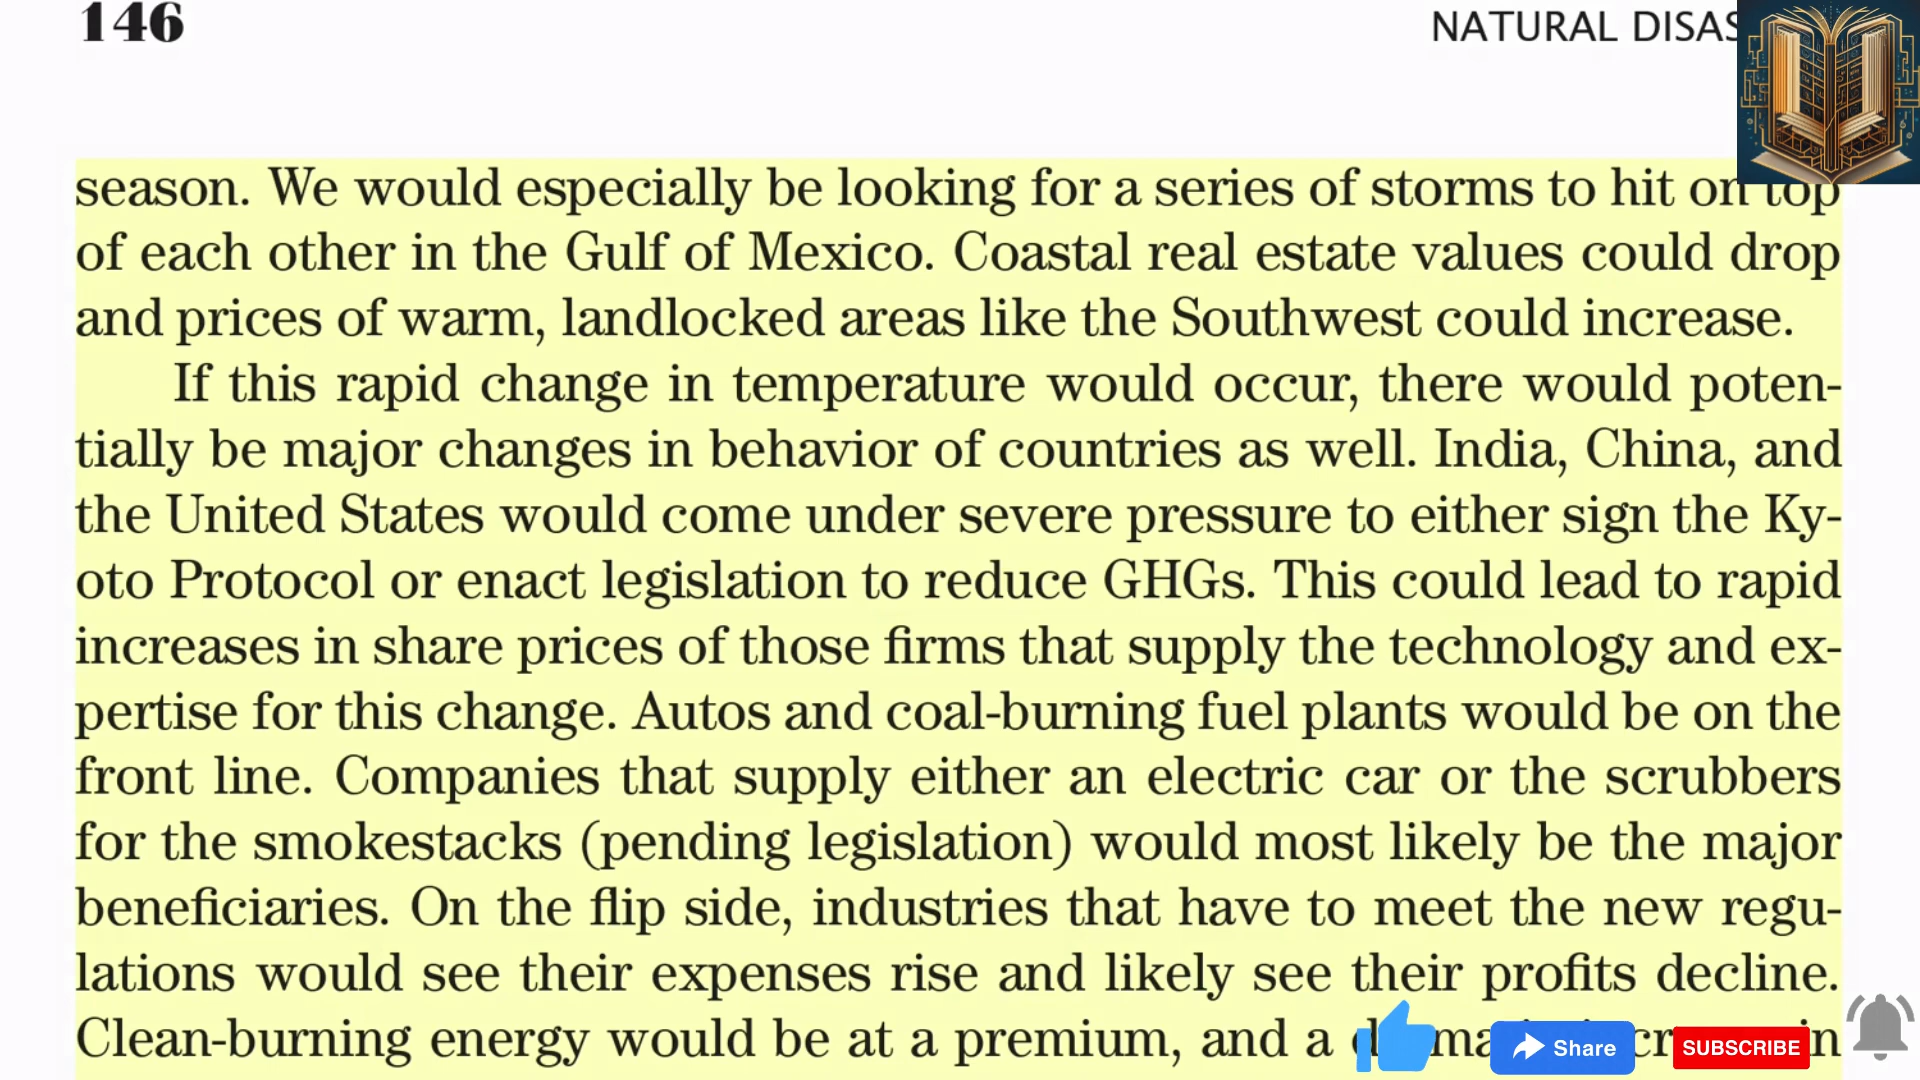 146
NATURAL DISAS
season. We would especially be looking for a series of storms to hit on top
of each other in the Gulf of Mexico. Coastal real estate values could drop
and prices of warm, landlocked areas like the Southwest could increase.
If this rapid change in temperature would occur, there would poten-
tially be major changes in behavior of countries as well. India, China, and
the United States would come under severe pressure to either sign the Ky-
oto Protocol or enact legislation to reduce GHGs. This could lead to rapid
increases in share prices of those firms that supply the technology and ex-
pertise for this change. Autos and coal-burning fuel plants would be on the
front line. Companies that supply either an electric car or the scrubbers
for the smokestacks (pending legislation) would most likely be the major
beneficiaries. On the flip side, industries that have to meet the new regu-
lations would see their expenses rise and likely see their profits decline.
Clean-burning energy would be at a premium, and a in
Share
SUBSCRIBE